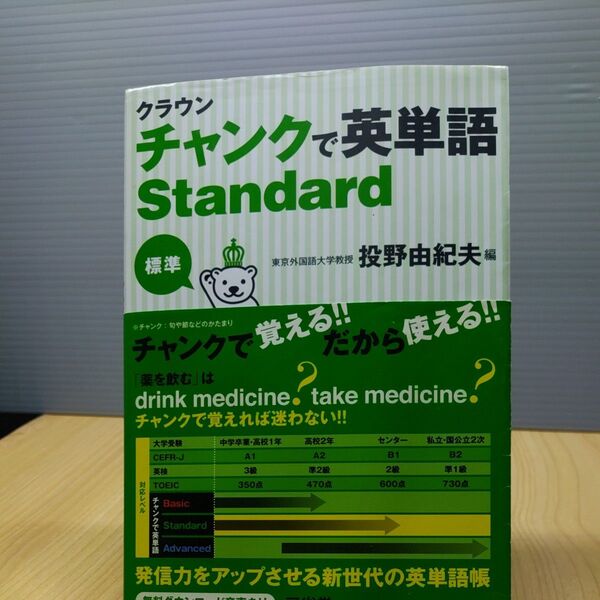 クラウン
チャンクで英単語
Standard
標準
東京外国語大学教授 投野由紀夫 編
※チャンク：句や節などのかたまり
チャンクで覚える!!だから使える!!
「薬を飲む」は
drink medicine? take medicine?
チャンクで覚えれば迷わない!!
対応レベル
大学受験 中学卒業・高校1年 高校2年 センター 私立・国公立2次
CEFR-J A1 A2 B1 B2
英検 3級 準2級 2級 準1級
TOEIC 350点 470点 600点 730点
チャンクで英単語
Basic
Standard
Advanced
発信力をアップさせる新世代の英単語帳